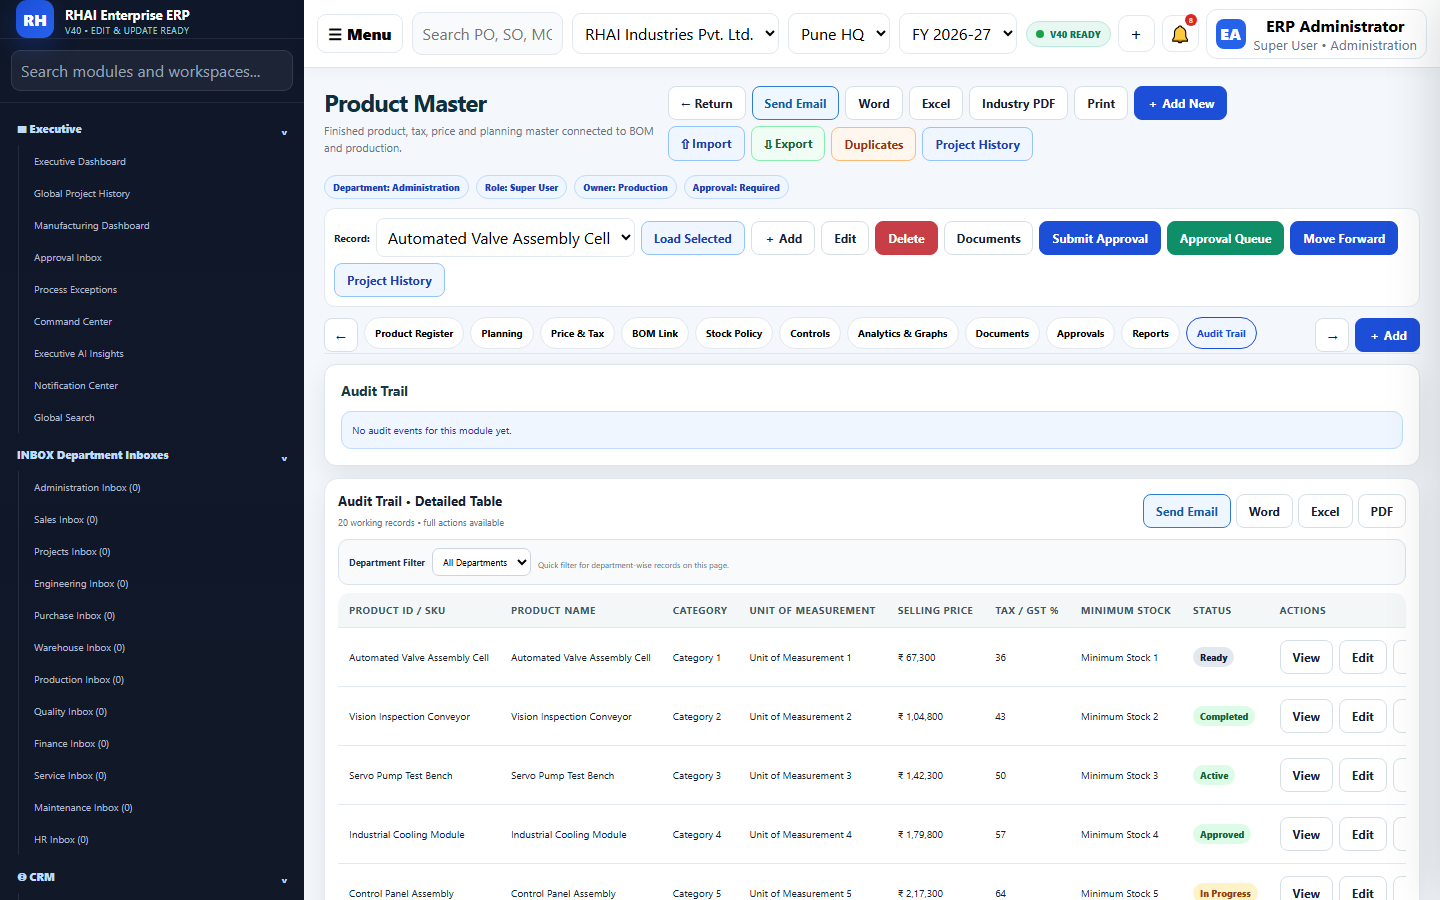 RH
RHAI Enterprise ERP
V40 • EDIT & UPDATE READY
Search modules and workspaces...
Executive
Executive Dashboard
Global Project History
Manufacturing Dashboard
Approval Inbox
Process Exceptions
Command Center
Executive AI Insights
Notification Center
Global Search
INBOX Department Inboxes
Administration Inbox (0)
Sales Inbox (0)
Projects Inbox (0)
Engineering Inbox (0)
Purchase Inbox (0)
Warehouse Inbox (0)
Production Inbox (0)
Quality Inbox (0)
Finance Inbox (0)
Service Inbox (0)
Maintenance Inbox (0)
HR Inbox (0)
CRM
☰ Menu
Search PO, SO, MC
RHAI Industries Pvt. Ltd.
Pune HQ
FY 2026-27
V40 READY
+
8
EA
ERP Administrator
Super User • Administration
Product Master
Finished product, tax, price and planning master connected to BOM
and production.
← Return
Send Email
Word
Excel
Industry PDF
Print
+ Add New
⇧ Import
⇩ Export
Duplicates
Project History
Department: Administration
Role: Super User
Owner: Production
Approval: Required
Record:
Automated Valve Assembly Cell
Load Selected
+ Add
Edit
Delete
Documents
Submit Approval
Approval Queue
Move Forward
Project History
←
Product Register
Planning
Price & Tax
BOM Link
Stock Policy
Controls
Analytics & Graphs
Documents
Approvals
Reports
Audit Trail
→
+ Add
Audit Trail
No audit events for this module yet.
Audit Trail • Detailed Table
20 working records • full actions available
Send Email
Word
Excel
PDF
Department Filter
All Departments
Quick filter for department-wise records on this page.
PRODUCT ID / SKU PRODUCT NAME CATEGORY UNIT OF MEASUREMENT SELLING PRICE TAX / GST % MINIMUM STOCK STATUS ACTIONS
Automated Valve Assembly Cell Automated Valve Assembly Cell Category 1 Unit of Measurement 1 ₹ 67,300 36 Minimum Stock 1 Ready View Edit
Vision Inspection Conveyor Vision Inspection Conveyor Category 2 Unit of Measurement 2 ₹ 1,04,800 43 Minimum Stock 2 Completed View Edit
Servo Pump Test Bench Servo Pump Test Bench Category 3 Unit of Measurement 3 ₹ 1,42,300 50 Minimum Stock 3 Active View Edit
Industrial Cooling Module Industrial Cooling Module Category 4 Unit of Measurement 4 ₹ 1,79,800 57 Minimum Stock 4 Approved View Edit
Control Panel Assembly Control Panel Assembly Category 5 Unit of Measurement 5 ₹ 2,17,300 64 Minimum Stock 5 In Progress View Edit